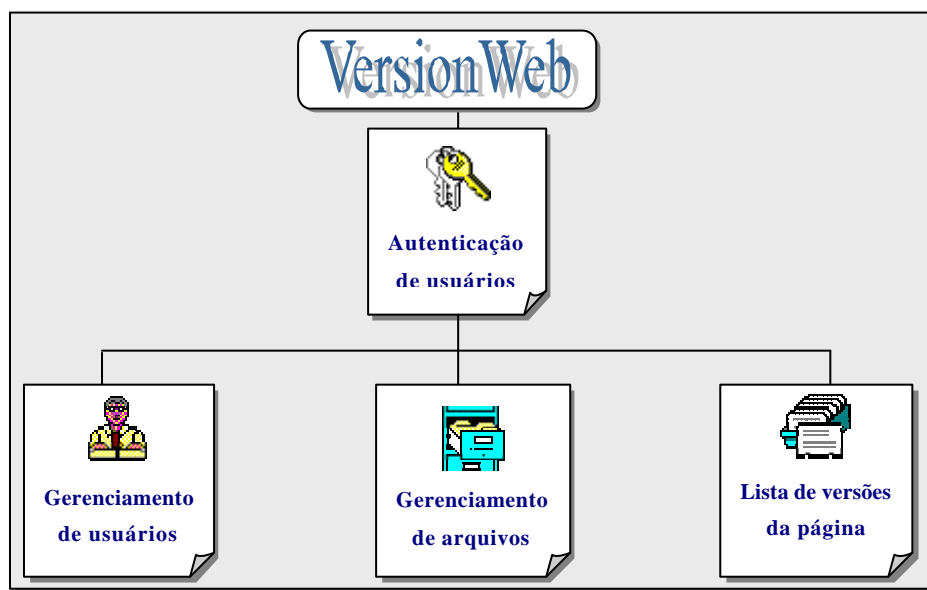 VersionWeb
Autenticação
de usuários
Gerenciamento
de usuários
Gerenciamento
de arquivos
Lista de versões
da página